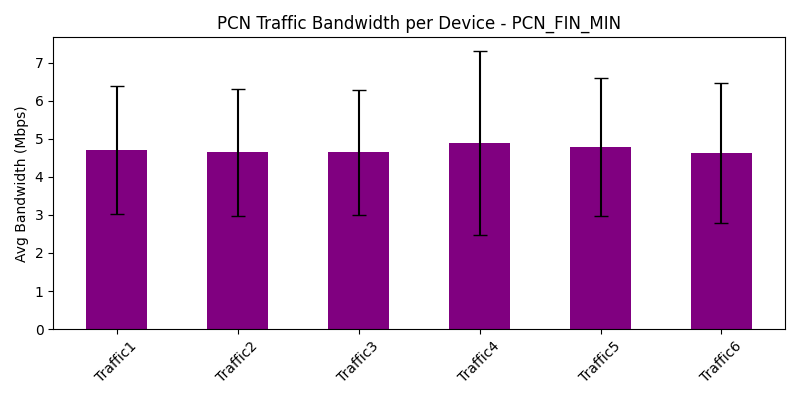 PCN Traffic Bandwidth per Device - PCN_FIN_MIN
Avg Bandwidth (Mbps)
7
6
5
4
3
2
1
0
Traffic1
Traffic2
Traffic3
Traffic4
Traffic5
Traffic6